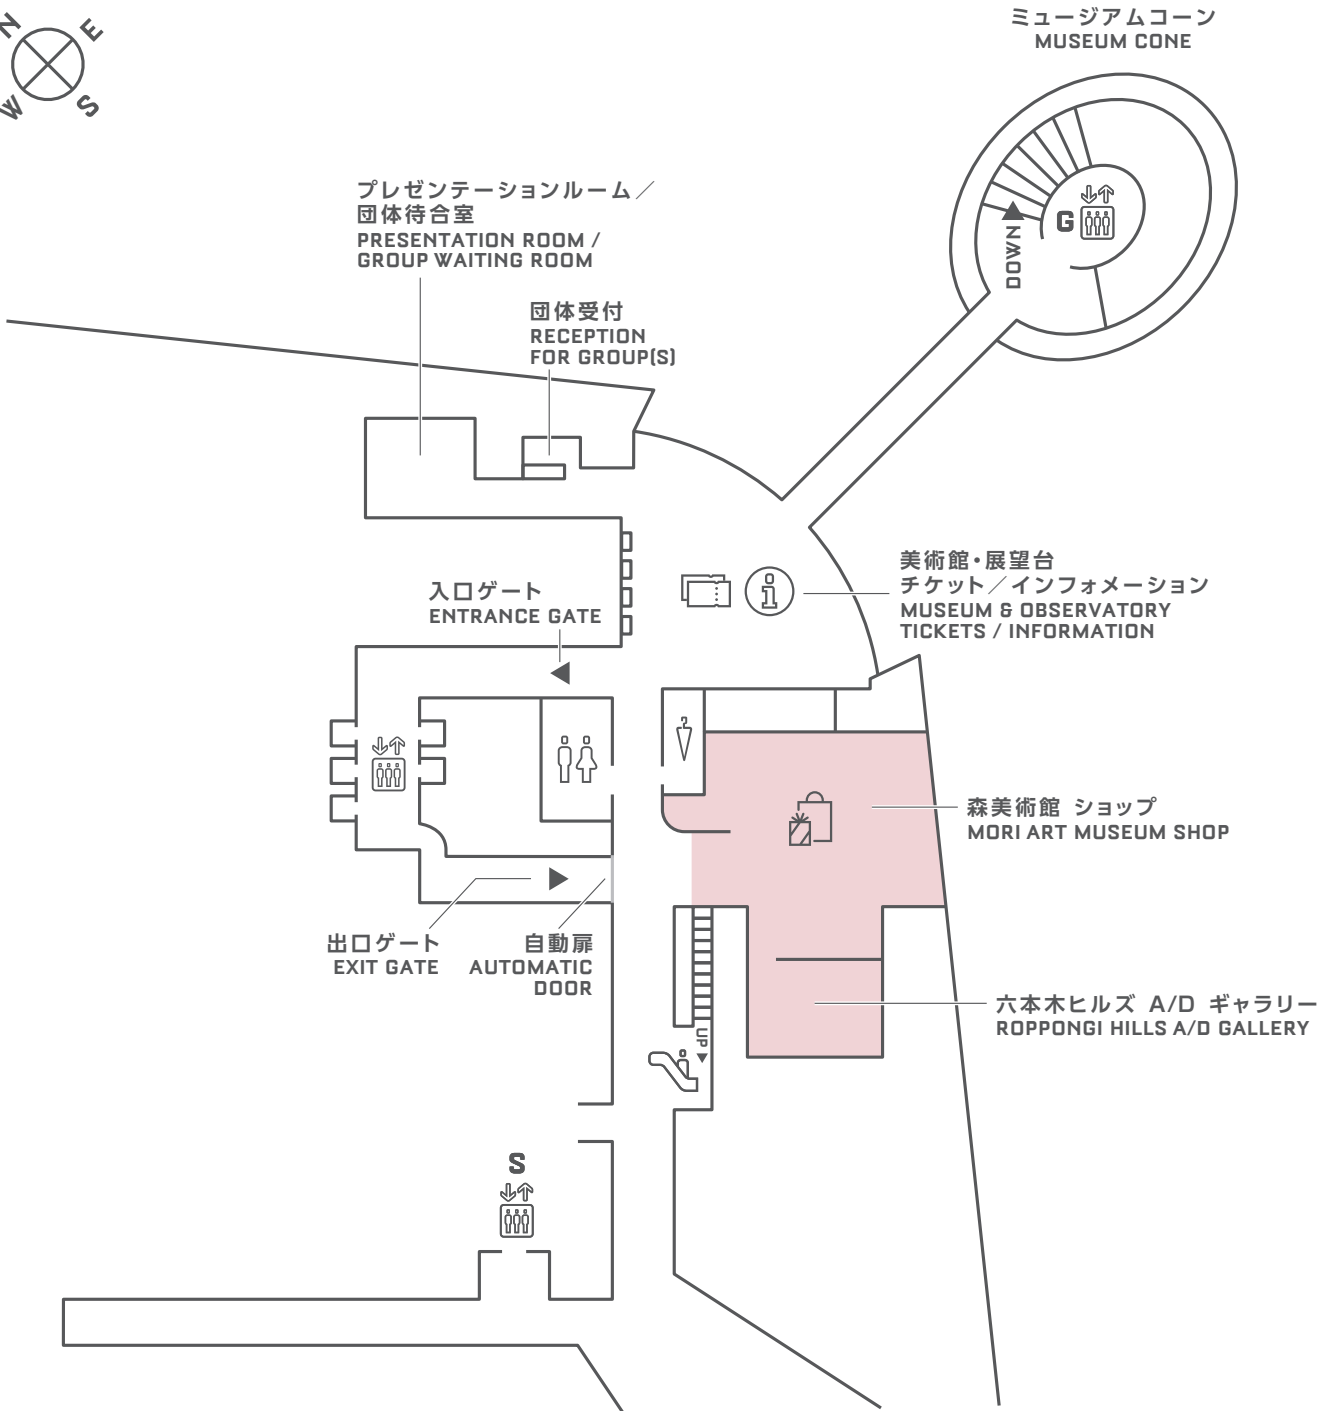 N
E
W
S
ミュージアムコーン
MUSEUM CONE
G
DOWN
プレゼンテーションルーム／
団体待合室
PRESENTATION ROOM /
GROUP WAITING ROOM
団体受付
RECEPTION
FOR GROUP(S)
美術館・展望台
チケット／インフォメーション
MUSEUM & OBSERVATORY
TICKETS / INFORMATION
入口ゲート
ENTRANCE GATE
森美術館 ショップ
MORI ART MUSEUM SHOP
出口ゲート
EXIT GATE
自動扉
AUTOMATIC
DOOR
六本木ヒルズ A/D ギャラリー
ROPPONGI HILLS A/D GALLERY
UP
S